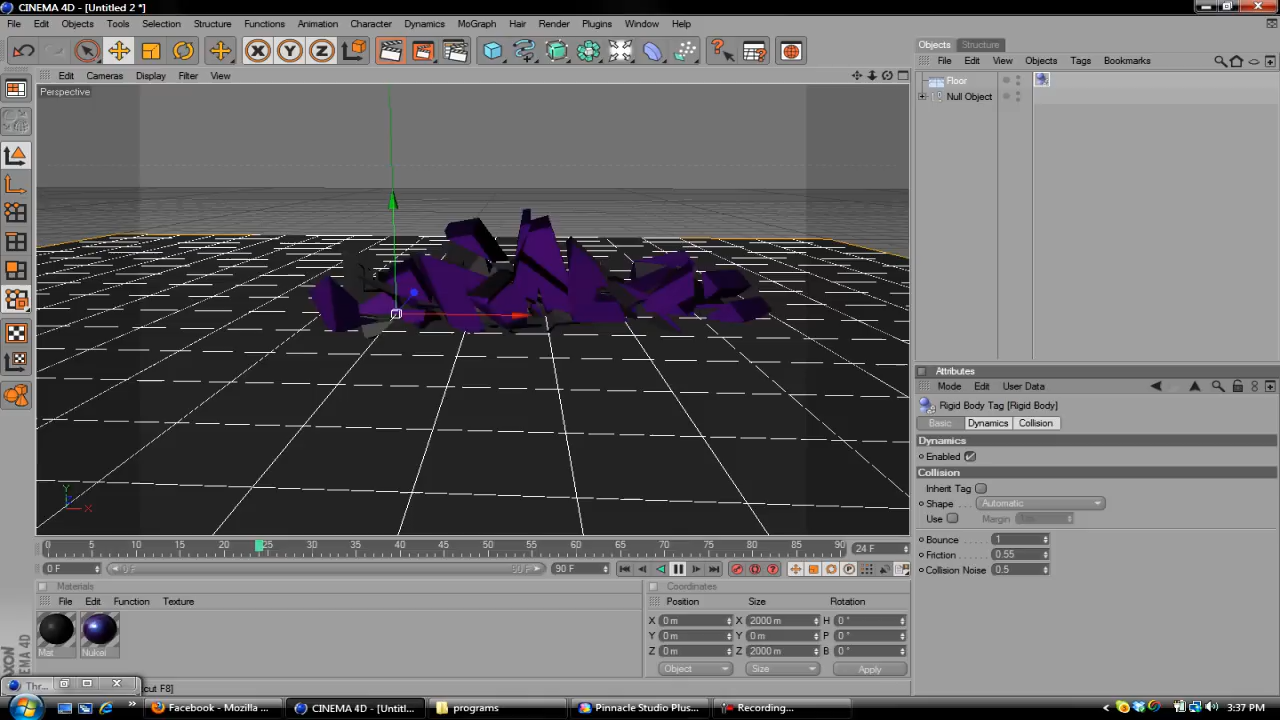 CINEMA 4D - [Untitled 2 *]
File Edit Objects Tools Selection Structure Functions Animation Character Dynamics MoGraph Hair Render Plugins Window Help
X Y Z
Objects Structure
File Edit View Objects Tags Bookmarks
Edit Cameras Display Filter View
Perspective
Floor
Null Object
Attributes
Mode Edit User Data
Rigid Body Tag [Rigid Body]
Basic Dynamics Collision
Dynamics
Enabled
Collision
Inherit Tag
Shape Automatic
Use Margin
Bounce 1
Friction 0.55
Collision Noise 0.5
Y
X
0 5 10 15 20 25 30 35 40 45 50 55 60 65 70 75 80 85 90 24 F
0 F 0 F 90 F 90 F
Materials
File Edit Function Texture
Mat Nukei
Coordinates
Position Size Rotation
X 0 m X 2000 m H 0 °
Y 0 m Y 0 m P 0 °
Z 0 m Z 2000 m B 0 °
Object Size Apply
Thr...
cut F8]
Facebook - Mozilla ... CINEMA 4D - [Untitl... programs Pinnacle Studio Plus... Recording... 3:37 PM